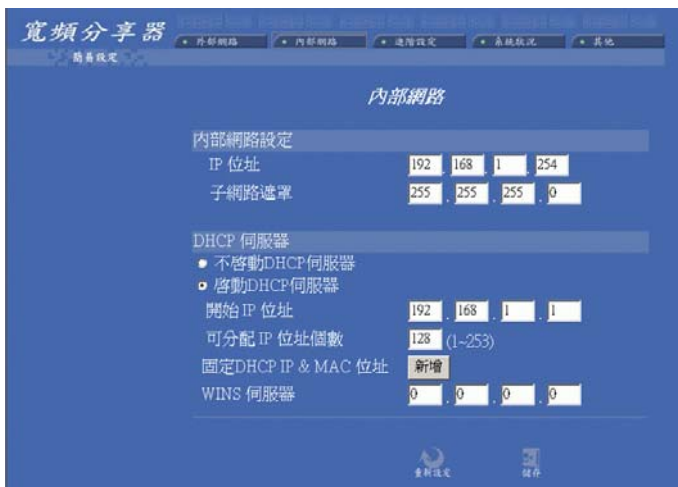 寬頻分享器
• 外部網路 • 內部網路 • 進階設定 • 系統狀況 • 其他
簡易設定
內部網路
內部網路設定
IP 位址 192 . 168 . 1 . 254
子網路遮罩 255 . 255 . 255 . 0
DHCP 伺服器
不啓動DHCP伺服器
啓動DHCP伺服器
開始 IP 位址 192 . 168 . 1 . 1
可分配 IP 位址個數 128 (1~253)
固定DHCP IP & MAC 位址 新增
WINS 伺服器 0 . 0 . 0 . 0
重新設定 儲存